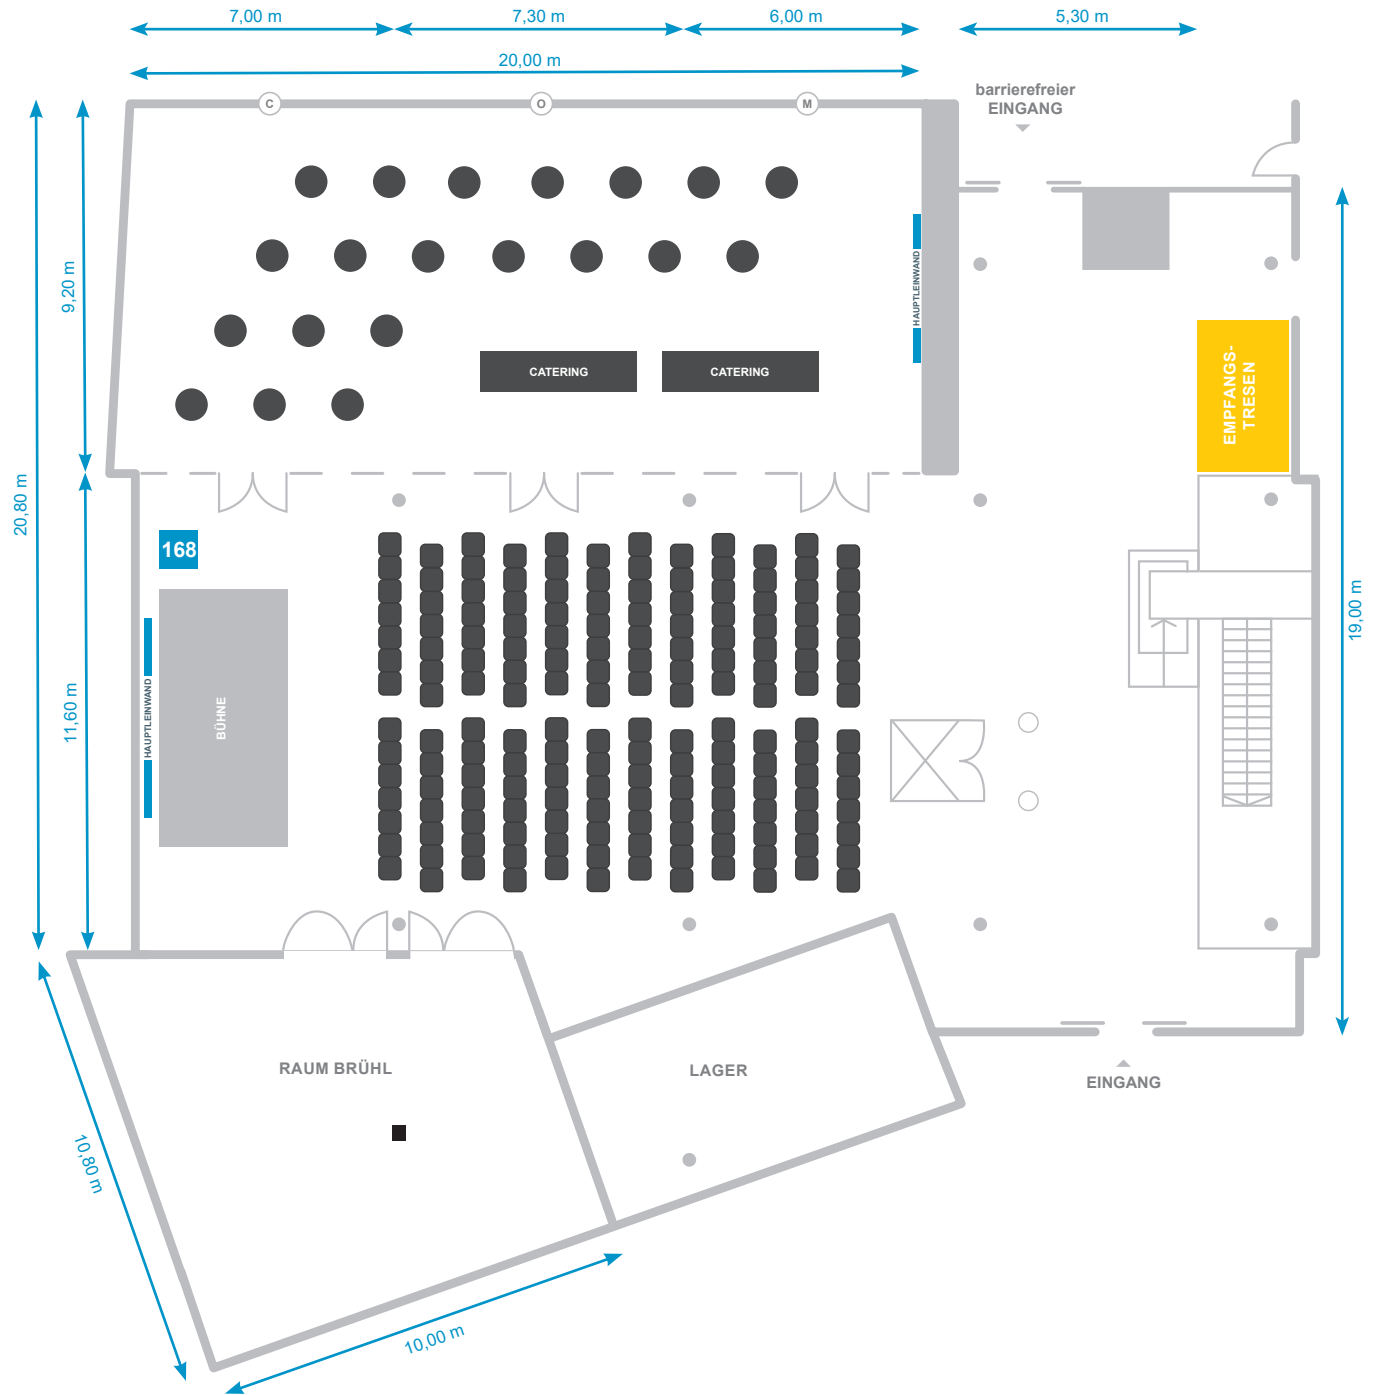 7,00 m
7,30 m
6,00 m
5,30 m
20,00 m
barrierefreier
EINGANG
C
O
M
9,20 m
HAUPTLEINWAND
CATERING
CATERING
EMPFANGS-
TRESEN
20,80 m
168
11,60 m
HAUPTLEINWAND
BÜHNE
19,00 m
RAUM BRÜHL
LAGER
EINGANG
10,80 m
10,00 m